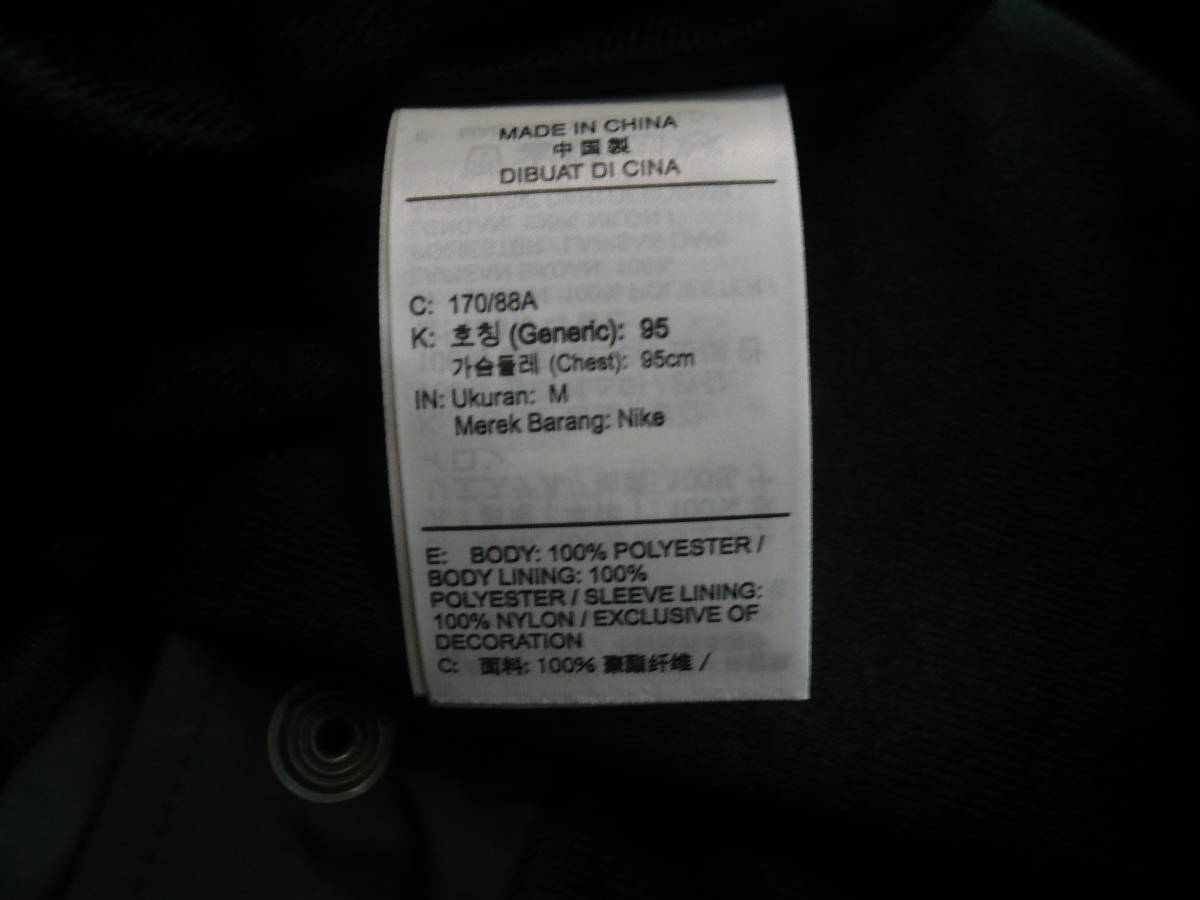 MADE IN CHINA
中国製
DIBUAT DI CINA
C: 170/88A
K: 호칭 (Generic): 95
가슴둘레 (Chest): 95cm
IN: Ukuran: M
Merek Barang: Nike
E: BODY: 100% POLYESTER /
BODY LINING: 100%
POLYESTER / SLEEVE LINING:
100% NYLON / EXCLUSIVE OF
DECORATION
C: 面料: 100% 聚酯纤维 /